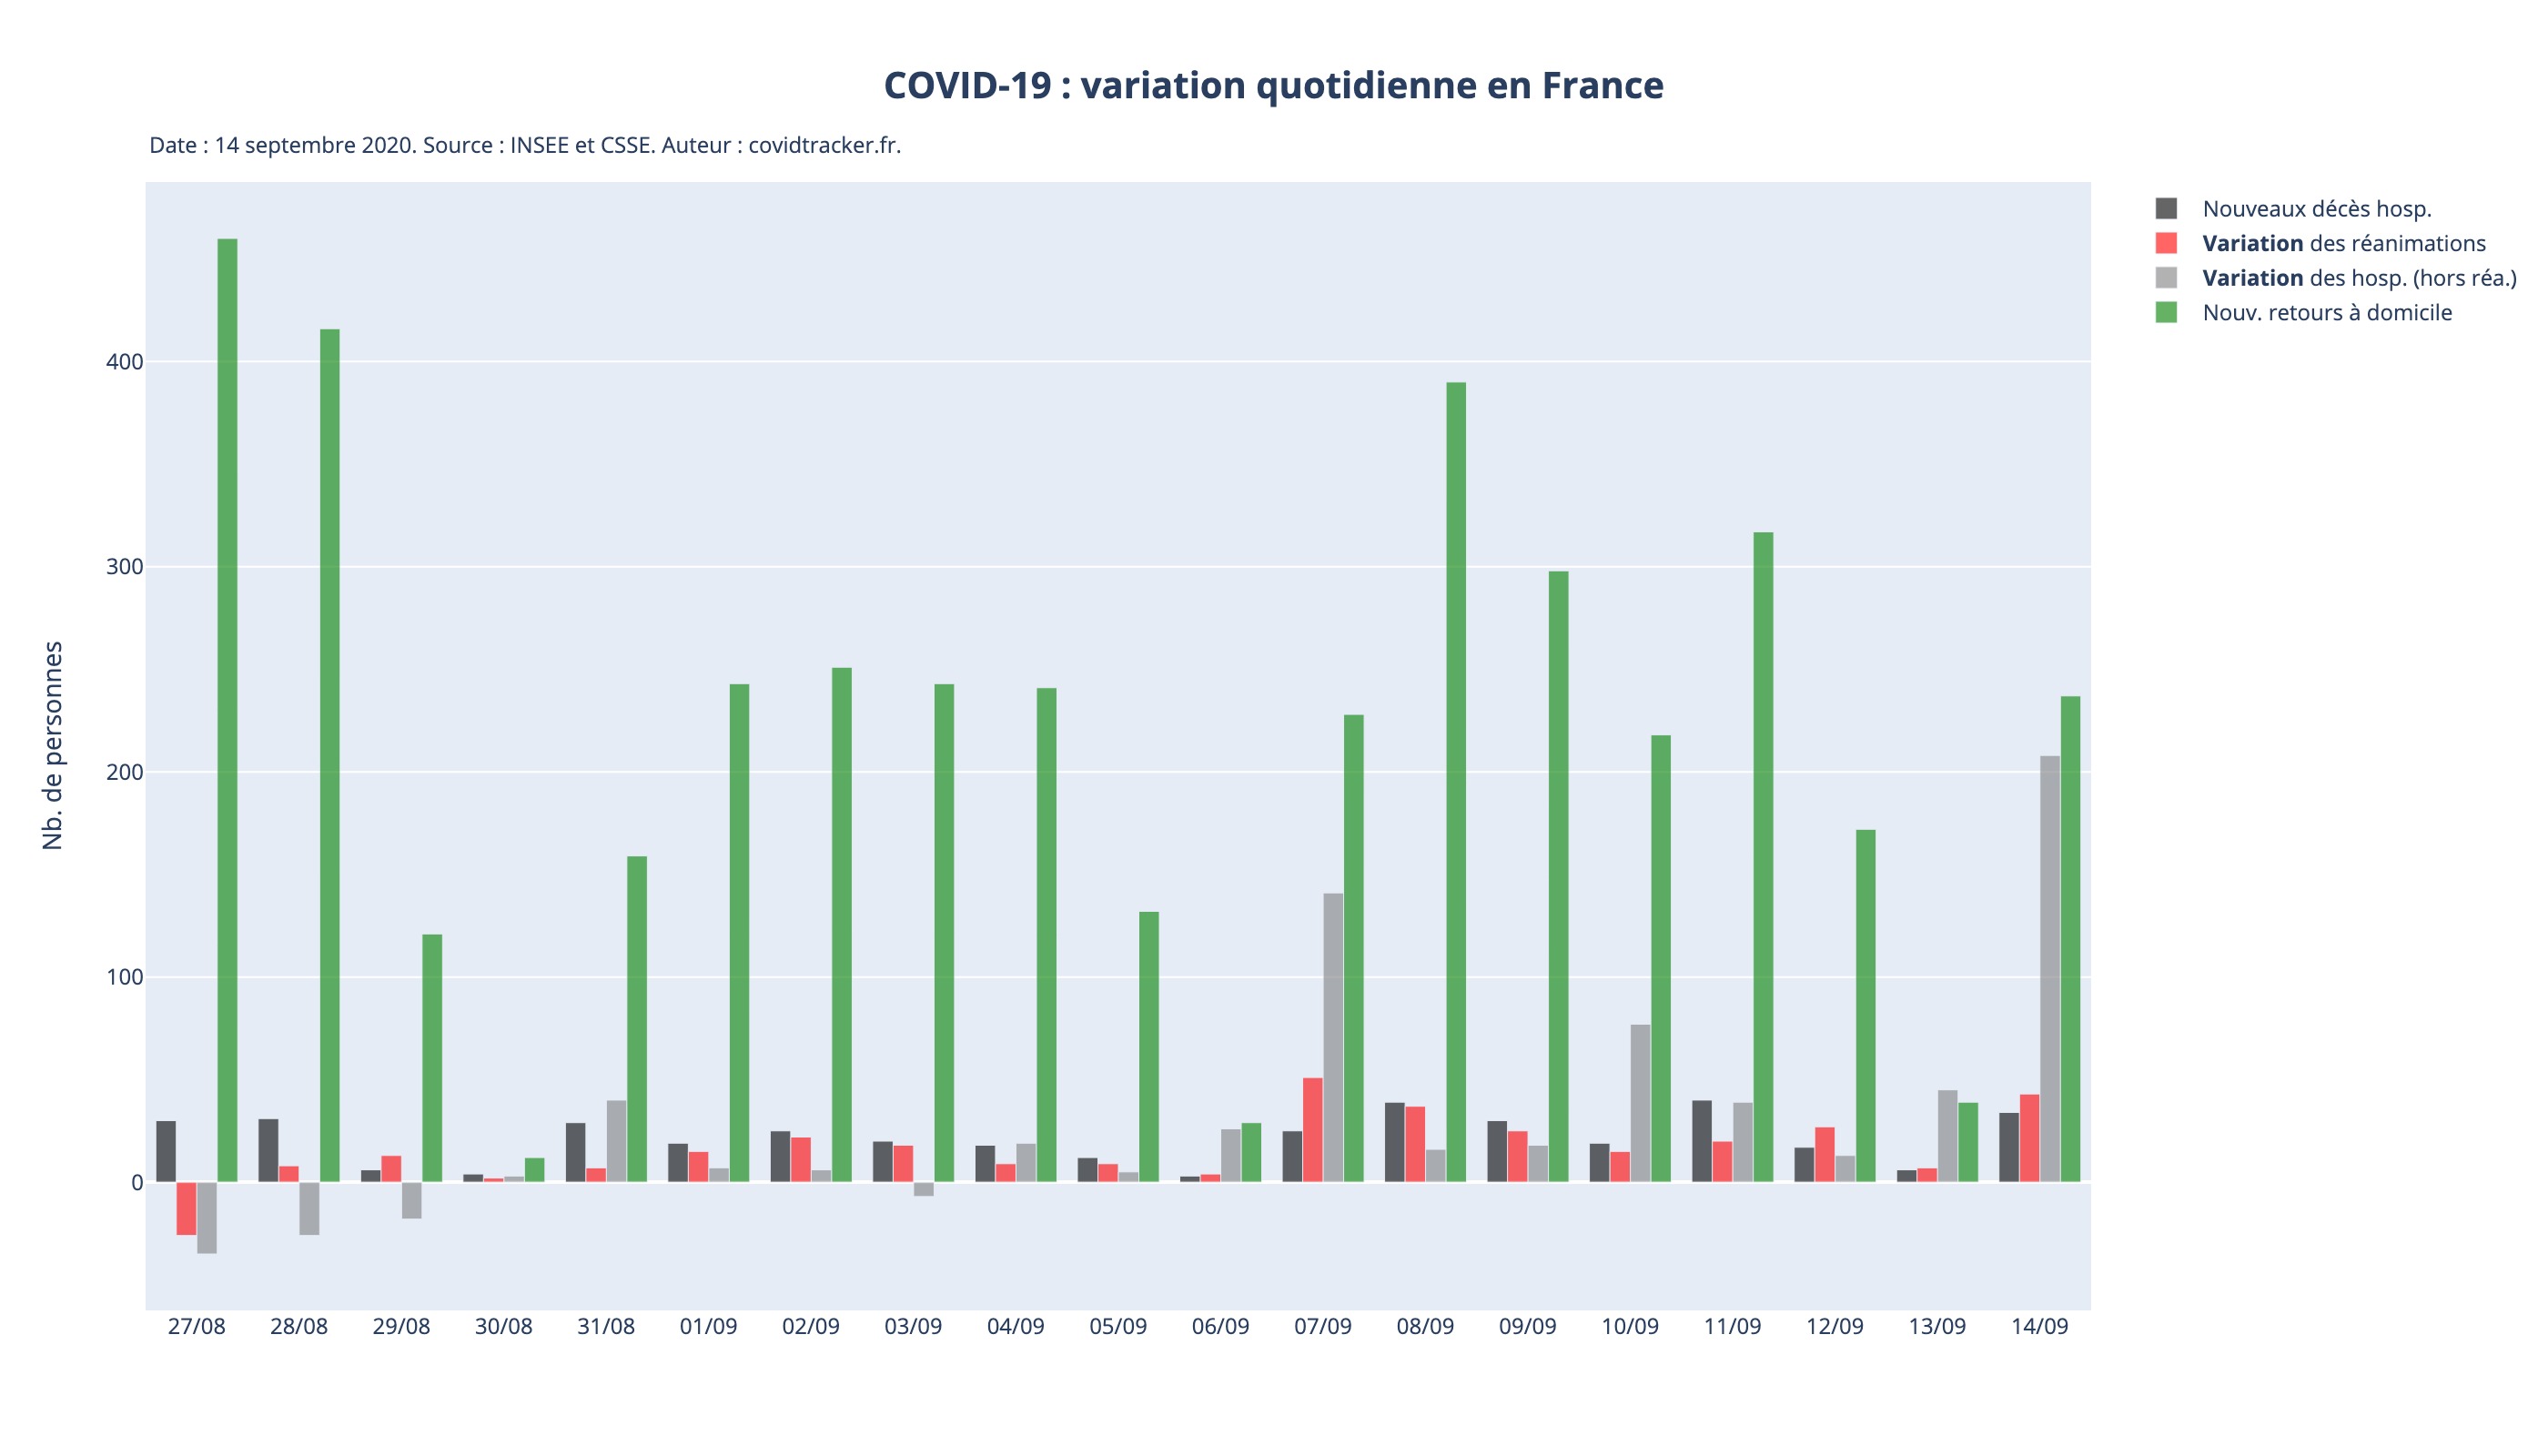 COVID-19 : variation quotidienne en France
Date : 14 septembre 2020. Source : INSEE et CSSE. Auteur : covidtracker.fr.
Nouveaux décès hosp.
Variation des réanimations
Variation des hosp. (hors réa.)
Nouv. retours à domicile
Nb. de personnes
400
300
200
100
0
27/08 28/08 29/08 30/08 31/08 01/09 02/09 03/09 04/09 05/09 06/09 07/09 08/09 09/09 10/09 11/09 12/09 13/09 14/09